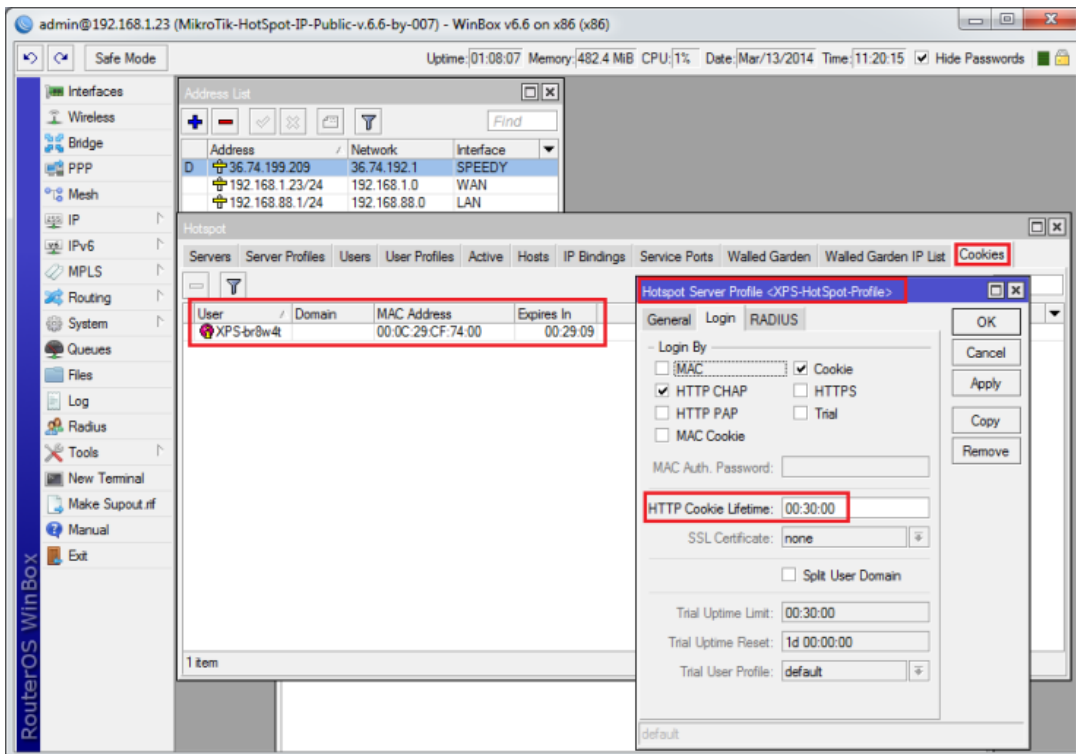 admin@192.168.1.23 (MikroTik-HotSpot-IP-Public-v.6.6-by-007) - WinBox v6.6 on x86 (x86)
Safe Mode
Uptime: 01:08:07 Memory: 482.4 MiB CPU: 1% Date: Mar/13/2014 Time: 11:20:15 Hide Passwords
Interfaces
Wireless
Bridge
PPP
Mesh
IP
IPv6
MPLS
Routing
System
Queues
Files
Log
Radius
Tools
New Terminal
Make Supout.rif
Manual
Exit
RouterOS WinBox
Address List
Find
Address / Network Interface
D 36.74.199.209 36.74.192.1 SPEEDY
192.168.1.23/24 192.168.1.0 WAN
192.168.88.1/24 192.168.88.0 LAN
Hotspot
Servers Server Profiles Users User Profiles Active Hosts IP Bindings Service Ports Walled Garden Walled Garden IP List Cookies
User / Domain MAC Address Expires In
XPS-br8w4t 00:0C:29:CF:74:00 00:29:09
1 item
Hotspot Server Profile <XPS-HotSpot-Profile>
General Login RADIUS
OK
Cancel
Apply
Copy
Remove
Login By
MAC Cookie
HTTP CHAP HTTPS
HTTP PAP Trial
MAC Cookie
MAC Auth. Password:
HTTP Cookie Lifetime: 00:30:00
SSL Certificate: none
Split User Domain
Trial Uptime Limit: 00:30:00
Trial Uptime Reset: 1d 00:00:00
Trial User Profile: default
default